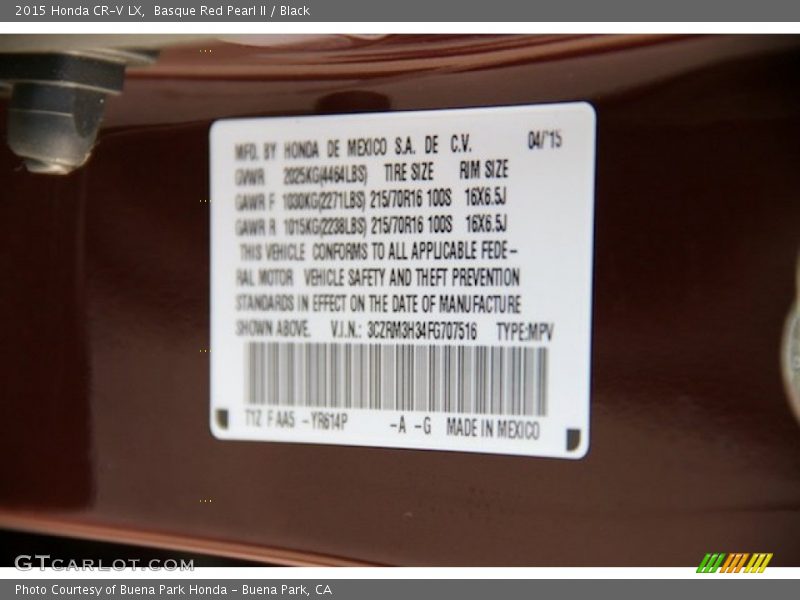 2015 Honda CR-V LX, Basque Red Pearl II / Black
MFD. BY HONDA DE MEXICO S.A. DE C.V. 04/'15
GVWR 2025KG(4464LBS) TIRE SIZE RIM SIZE
GAWR F 1030KG(2271LBS) 215/70R16 100S 16X6.5J
GAWR R 1015KG(2238LBS) 215/70R16 100S 16X6.5J
THIS VEHICLE CONFORMS TO ALL APPLICABLE FEDE-
RAL MOTOR VEHICLE SAFETY AND THEFT PREVENTION
STANDARDS IN EFFECT ON THE DATE OF MANUFACTURE
SHOWN ABOVE. V.I.N.: 3CZRM3H34FG707516 TYPE:MPV
T1Z F AA5 -YR614P -A -G MADE IN MEXICO
GTCARLOT.COM
Photo Courtesy of Buena Park Honda - Buena Park, CA